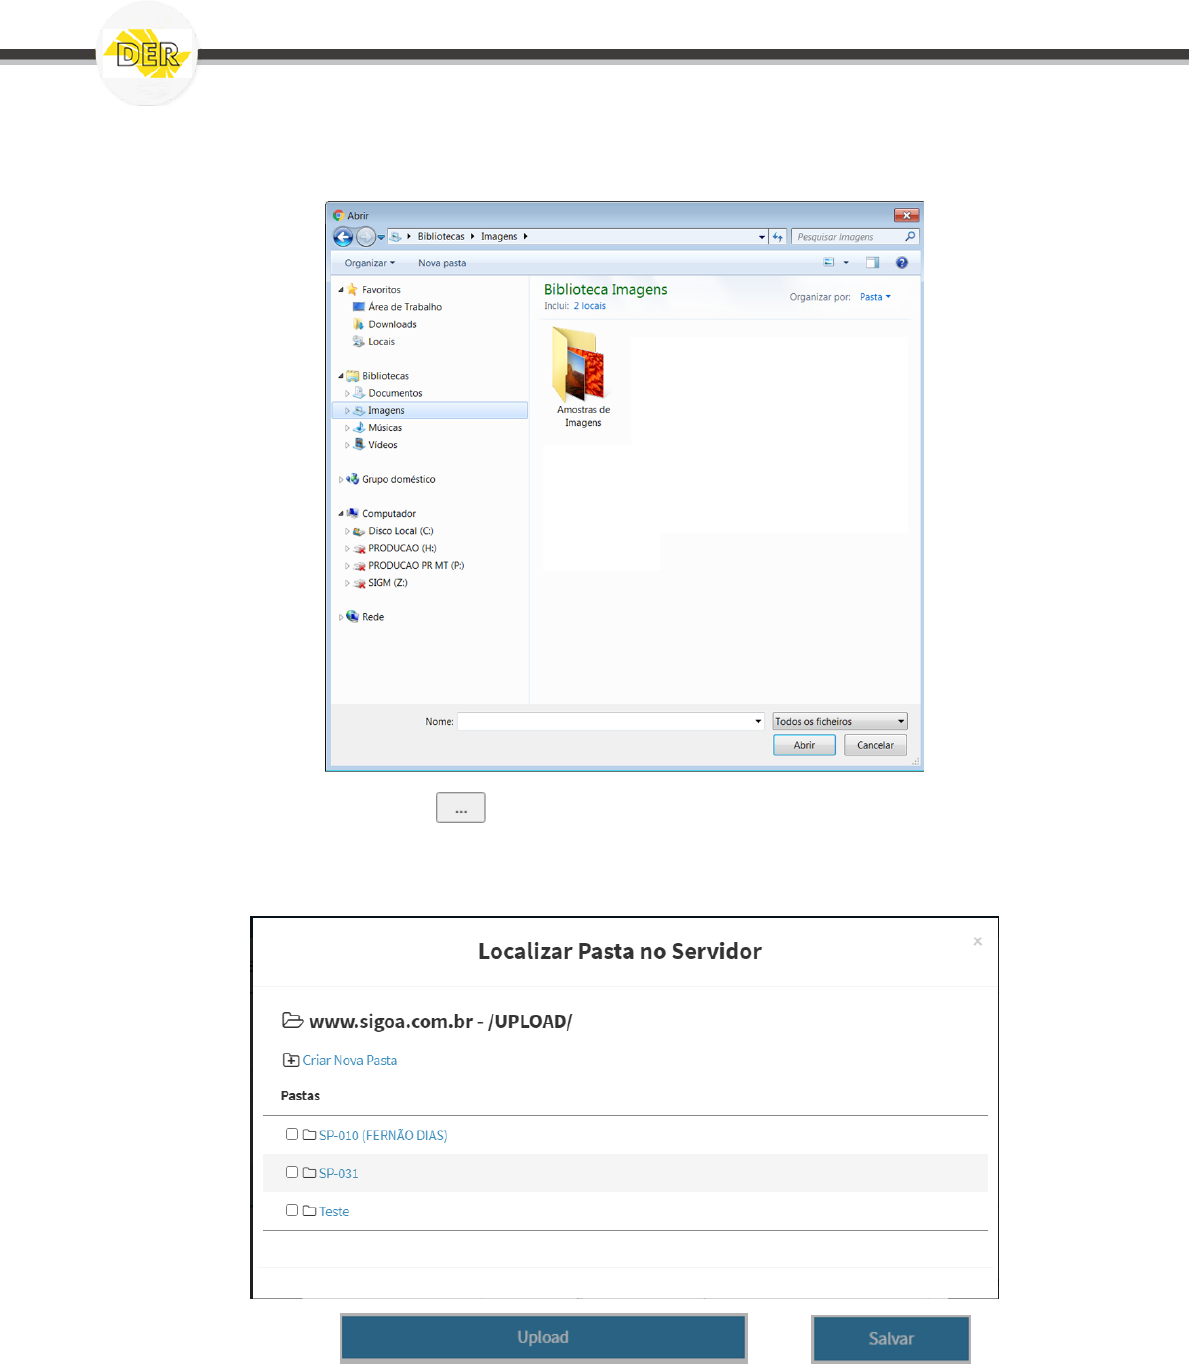 DER
Abrir
Bibliotecas Imagens
Pesquisar Imagens
Organizar Nova pasta
Favoritos
Área de Trabalho
Downloads
Locais
Bibliotecas
Documentos
Imagens
Músicas
Vídeos
Grupo doméstico
Computador
Disco Local (C:)
PRODUCAO (H:)
PRODUCAO PR MT (P:)
SIGM (Z:)
Rede
Biblioteca Imagens
Inclui: 2 locais
Organizar por: Pasta
Amostras de
Imagens
Nome:
Todos os ficheiros
Abrir Cancelar
...
Localizar Pasta no Servidor
×
www.sigoa.com.br - /UPLOAD/
Criar Nova Pasta
Pastas
SP-010 (FERNÃO DIAS)
SP-031
Teste
Upload
Salvar